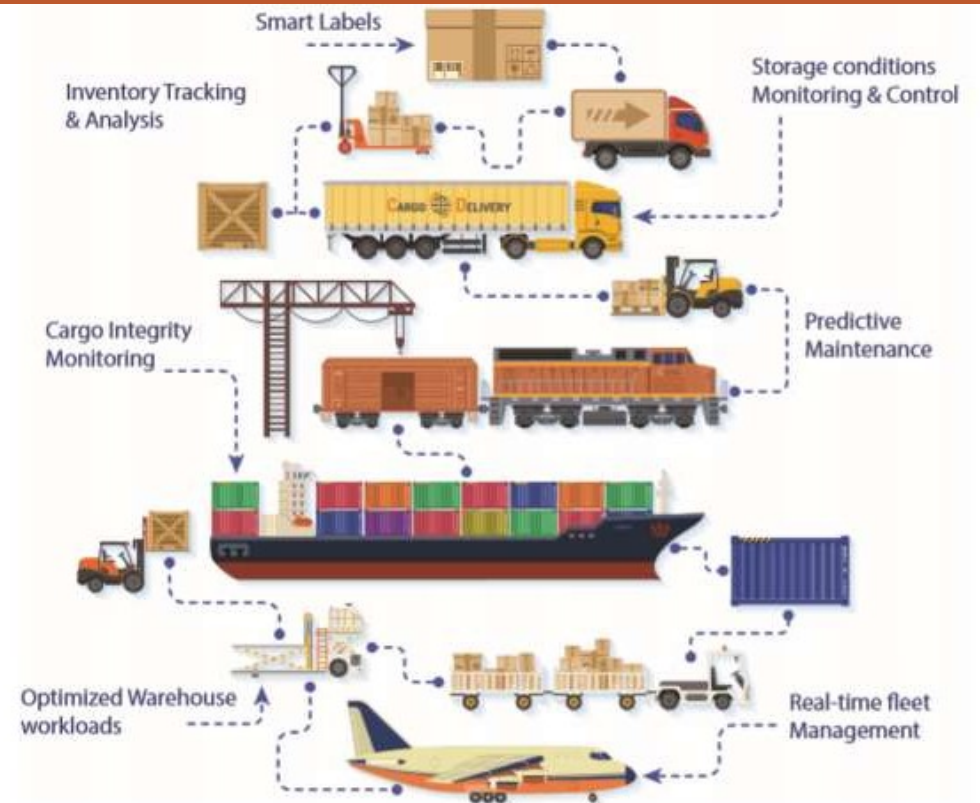 Smart Labels
Storage conditions
Monitoring & Control
Inventory Tracking
& Analysis
CARGO DELIVERY
Cargo Integrity
Monitoring
Predictive
Maintenance
Optimized Warehouse
workloads
Real-time fleet
Management